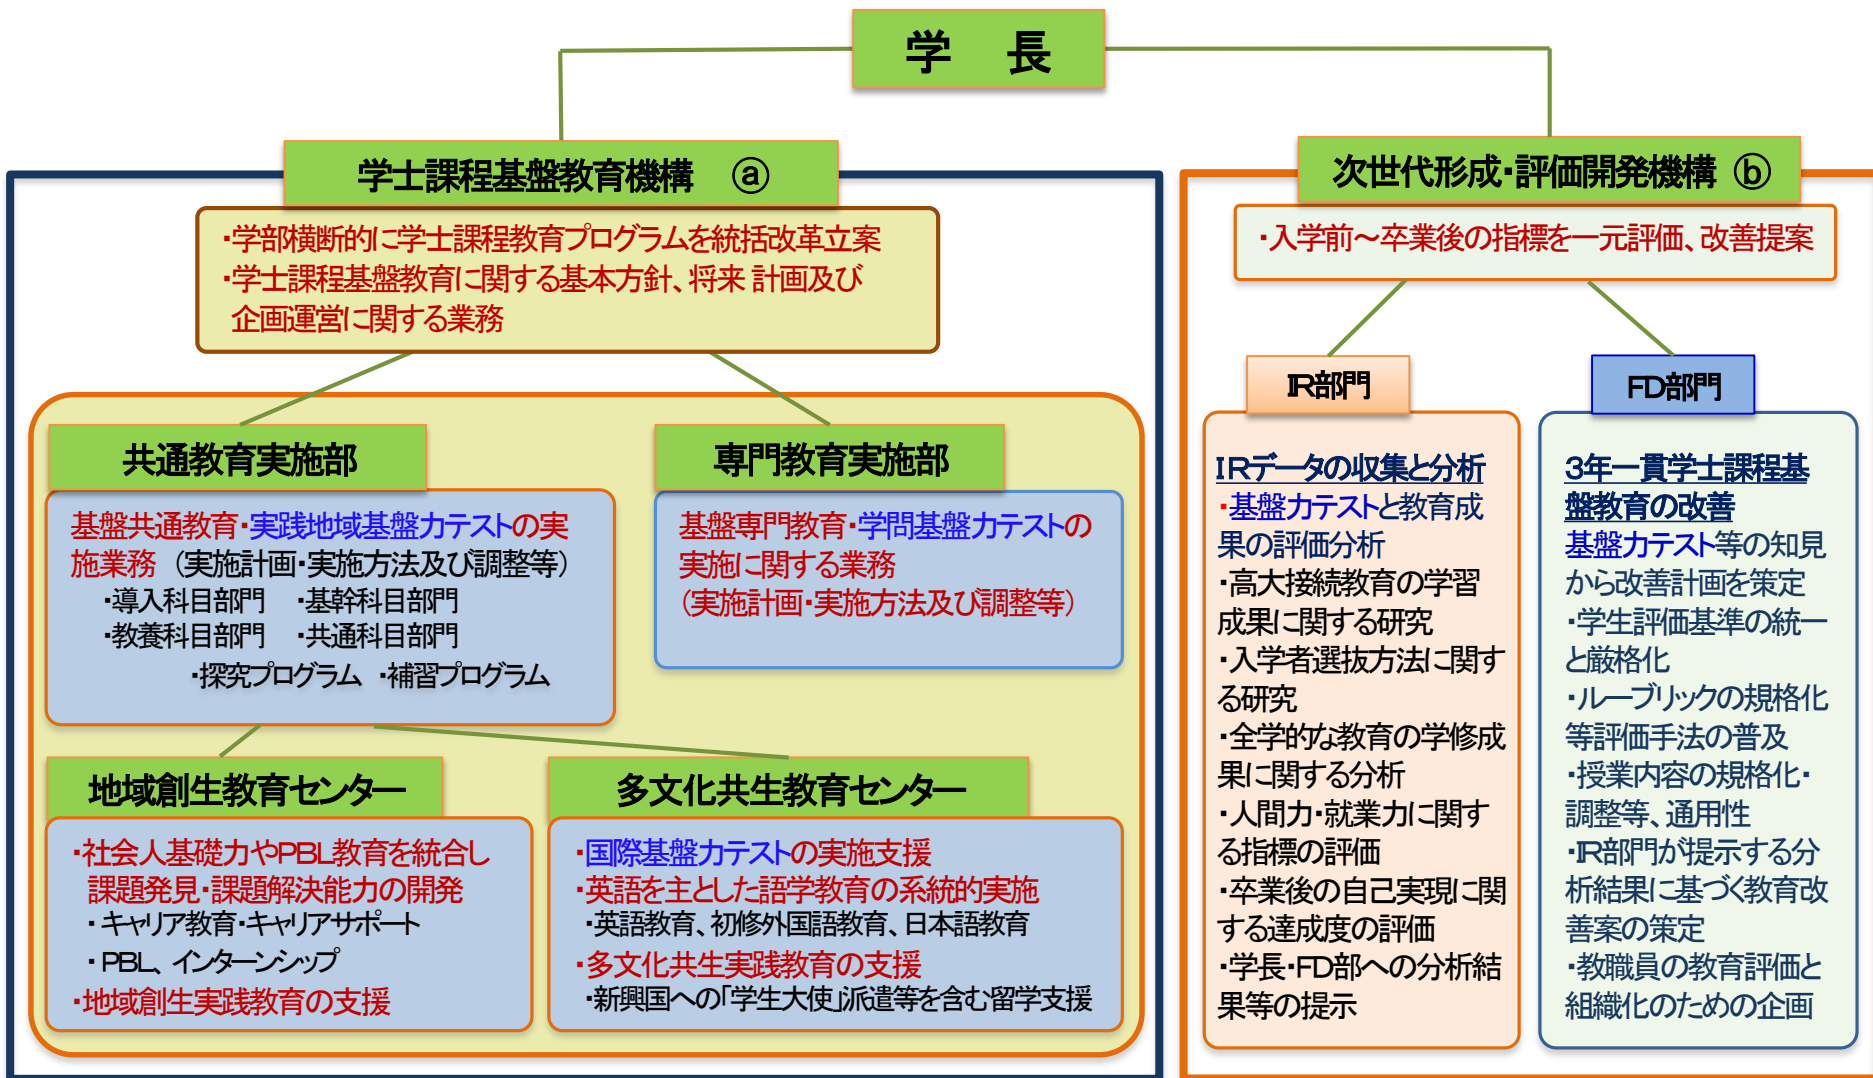 学　長
学士課程基盤教育機構　ⓐ
・学部横断的に学士課程教育プログラムを統括改革立案
・学士課程基盤教育に関する基本方針、将来 計画及び
企画運営に関する業務
共通教育実施部
基盤共通教育・実践地域基盤力テストの実
施業務 （実施計画・実施方法及び調整等）
・導入科目部門　・基幹科目部門
・教養科目部門　・共通科目部門
・探究プログラム ・補習プログラム
専門教育実施部
基盤専門教育・学問基盤力テストの
実施に関する業務
（実施計画・実施方法及び調整等）
地域創生教育センター
・社会人基礎力やPBL教育を統合し
課題発見・課題解決能力の開発
・キャリア教育・キャリアサポート
・PBL、インターンシップ
・地域創生実践教育の支援
多文化共生教育センター
・国際基盤力テストの実施支援
・英語を主とした語学教育の系統的実施
・英語教育、初修外国語教育、日本語教育
・多文化共生実践教育の支援
・新興国への「学生大使」派遣等を含む留学支援
次世代形成・評価開発機構 ⓑ
・入学前～卒業後の指標を一元評価、改善提案
IR部門
IRデータの収集と分析
・基盤力テストと教育成
果の評価分析
・高大接続教育の学習
成果に関する研究
・入学者選抜方法に関す
る研究
・全学的な教育の学修成
果に関する分析
・人間力・就業力に関す
る指標の評価
・卒業後の自己実現に関
する達成度の評価
・学長・FD部への分析結
果等の提示
FD部門
3年一貫学士課程基
盤教育の改善
基盤力テスト等の知見
から改善計画を策定
・学生評価基準の統一
と厳格化
・ルーブリックの規格化
等評価手法の普及
・授業内容の規格化・
調整等、通用性
・IR部門が提示する分
析結果に基づく教育改
善案の策定
・教職員の教育評価と
組織化のための企画